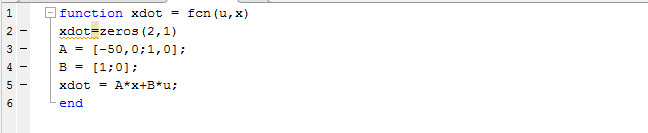 1 function xdot = fcn(u,x)
2 xdot=zeros(2,1)
3 A = [-50,0;1,0];
4 B = [1;0];
5 xdot = A*x+B*u;
6 end